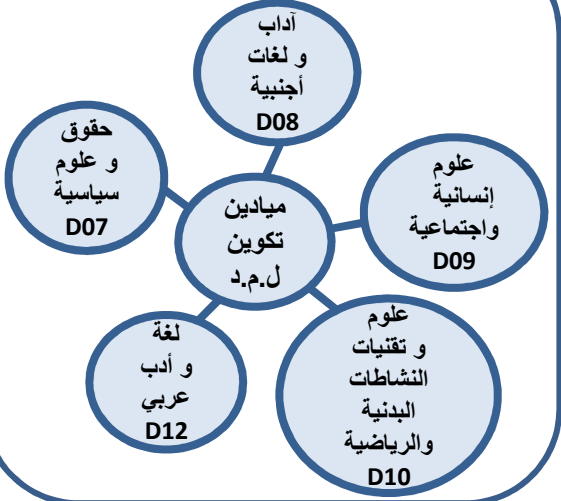 آداب
و لغات
أجنبية
D08
حقوق
و علوم
سياسية
D07
علوم
إنسانية
واجتماعية
D09
ميادين
تكوين
ل.م.د
لغة
و أدب
عربي
D12
علوم
و تقنيات
النشاطات
البدنية
والرياضية
D10